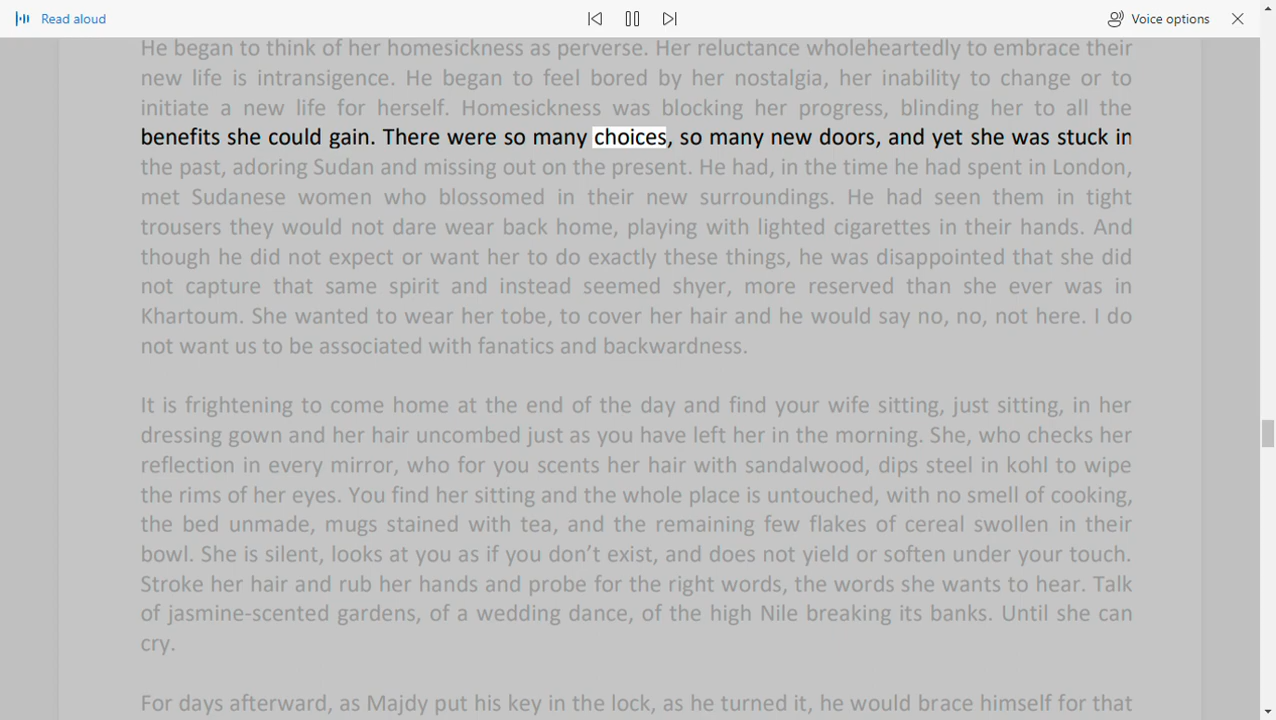 Read aloud
Voice options
He began to think of her homesickness as perverse. Her reluctance wholeheartedly to embrace their
new life is intransigence. He began to feel bored by her nostalgia, her inability to change or to
initiate a new life for herself. Homesickness was blocking her progress, blinding her to all the
benefits she could gain. There were so many choices, so many new doors, and yet she was stuck in
the past, adoring Sudan and missing out on the present. He had, in the time he had spent in London,
met Sudanese women who blossomed in their new surroundings. He had seen them in tight
trousers they would not dare wear back home, playing with lighted cigarettes in their hands. And
though he did not expect or want her to do exactly these things, he was disappointed that she did
not capture that same spirit and instead seemed shyer, more reserved than she ever was in
Khartoum. She wanted to wear her tobe, to cover her hair and he would say no, no, not here. I do
not want us to be associated with fanatics and backwardness.
It is frightening to come home at the end of the day and find your wife sitting, just sitting, in her
dressing gown and her hair uncombed just as you have left her in the morning. She, who checks her
reflection in every mirror, who for you scents her hair with sandalwood, dips steel in kohl to wipe
the rims of her eyes. You find her sitting and the whole place is untouched, with no smell of cooking,
the bed unmade, mugs stained with tea, and the remaining few flakes of cereal swollen in their
bowl. She is silent, looks at you as if you don’t exist, and does not yield or soften under your touch.
Stroke her hair and rub her hands and probe for the right words, the words she wants to hear. Talk
of jasmine-scented gardens, of a wedding dance, of the high Nile breaking its banks. Until she can
cry.
For days afterward, as Majdy put his key in the lock, as he turned it, he would brace himself for that